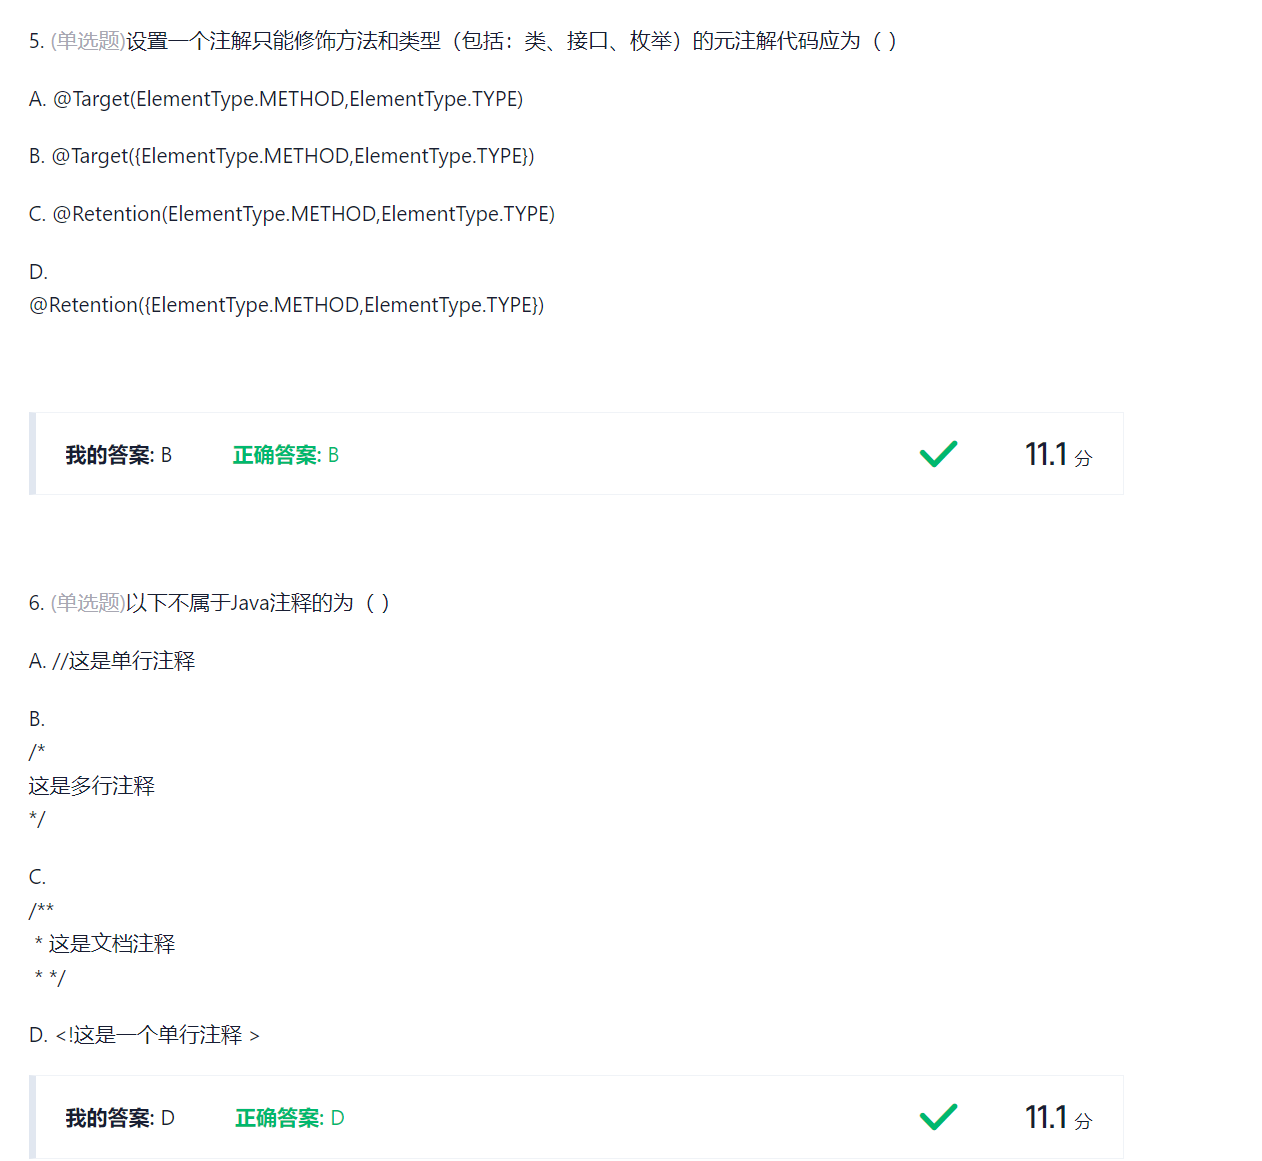 5. (单选题)设置一个注解只能修饰方法和类型（包括：类、接口、枚举）的元注解代码应为（ ）
A. @Target(ElementType.METHOD,ElementType.TYPE)
B. @Target({ElementType.METHOD,ElementType.TYPE})
C. @Retention(ElementType.METHOD,ElementType.TYPE)
D.
@Retention({ElementType.METHOD,ElementType.TYPE})
我的答案: B 正确答案: B 11.1 分
6. (单选题)以下不属于Java注释的为（ ）
A. //这是单行注释
B.
/*
这是多行注释
*/
C.
/**
* 这是文档注释
* */
D. <!这是一个单行注释 >
我的答案: D 正确答案: D 11.1 分